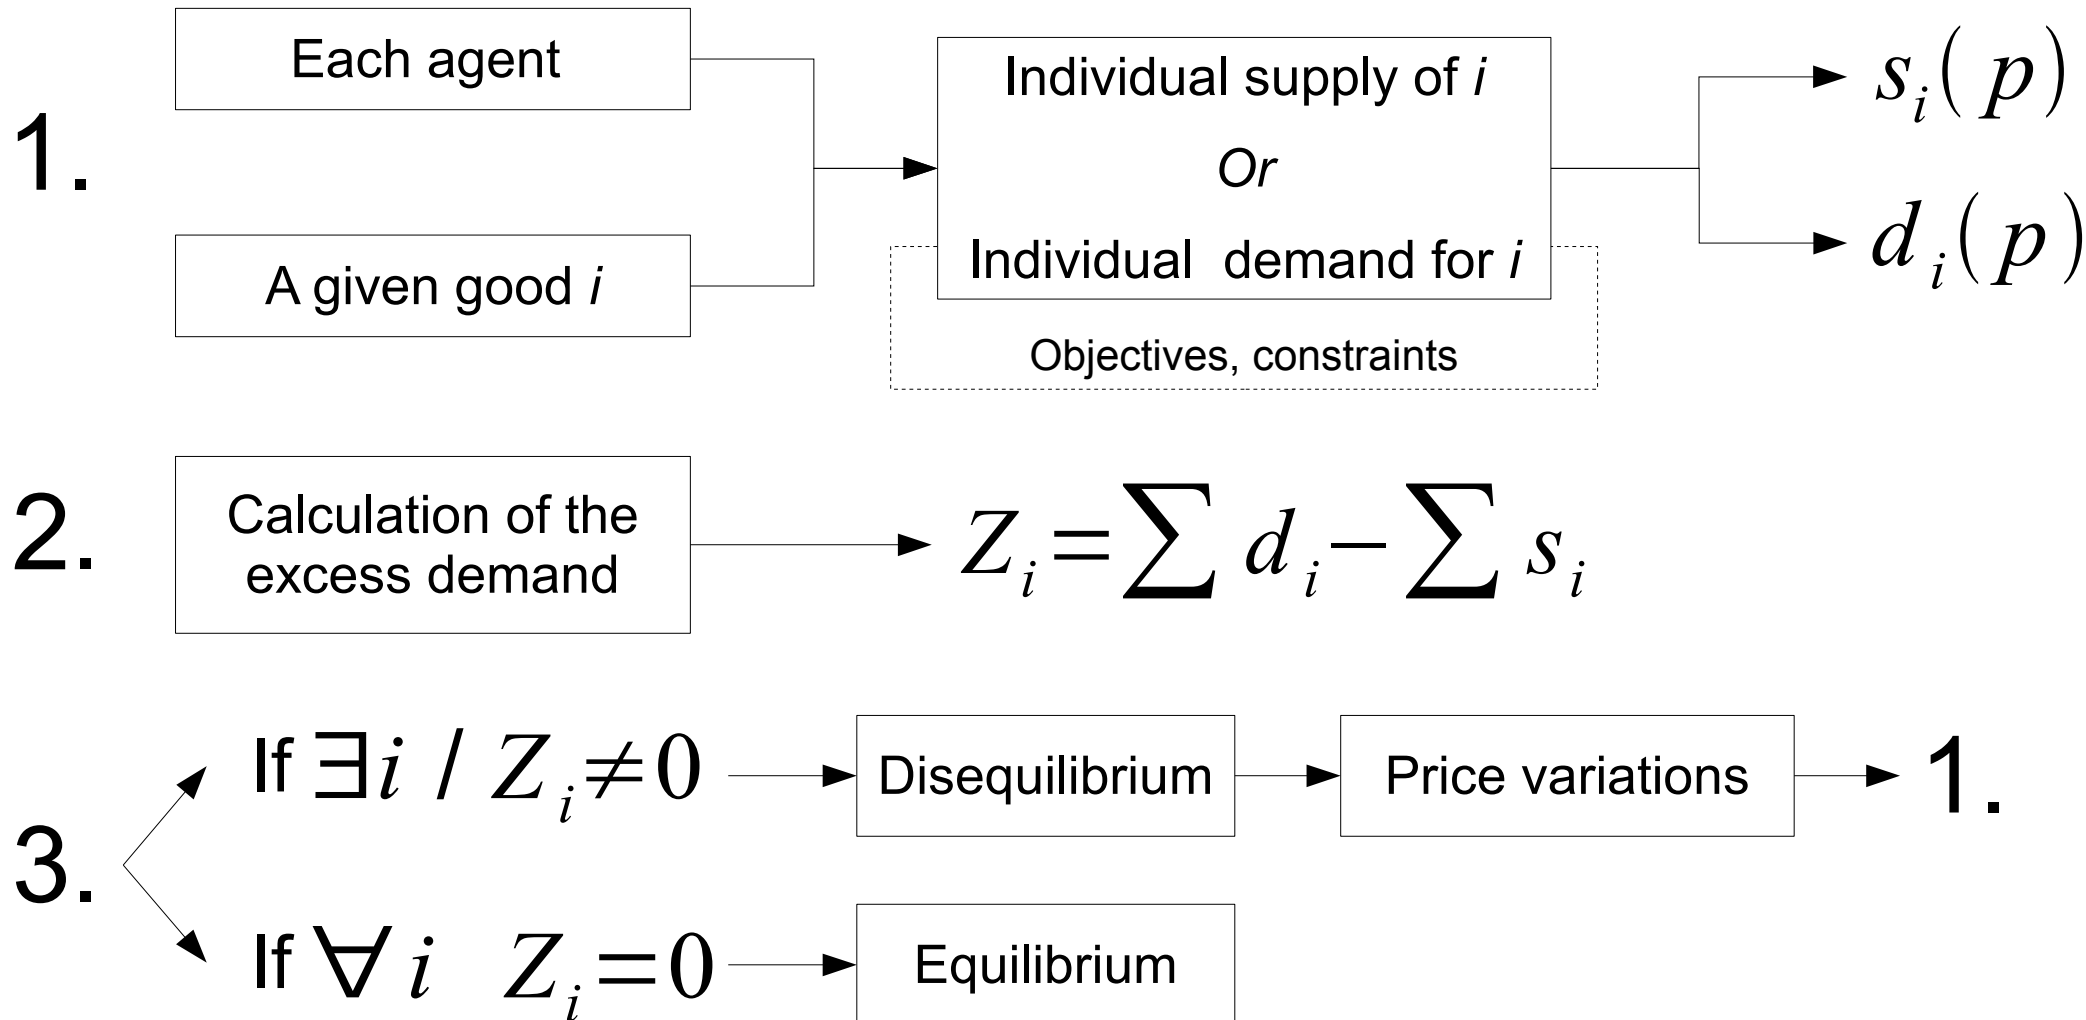 1.
Each agent
A given good i
Individual supply of i
Or
Individual demand for i
Objectives, constraints
s_i(p)
d_i(p)
2.
Calculation of the
excess demand
Z_i=∑ d_i−∑ s_i
3.
If ∃i / Z_i≠0
Disequilibrium
Price variations
1.
If ∀i Z_i=0
Equilibrium